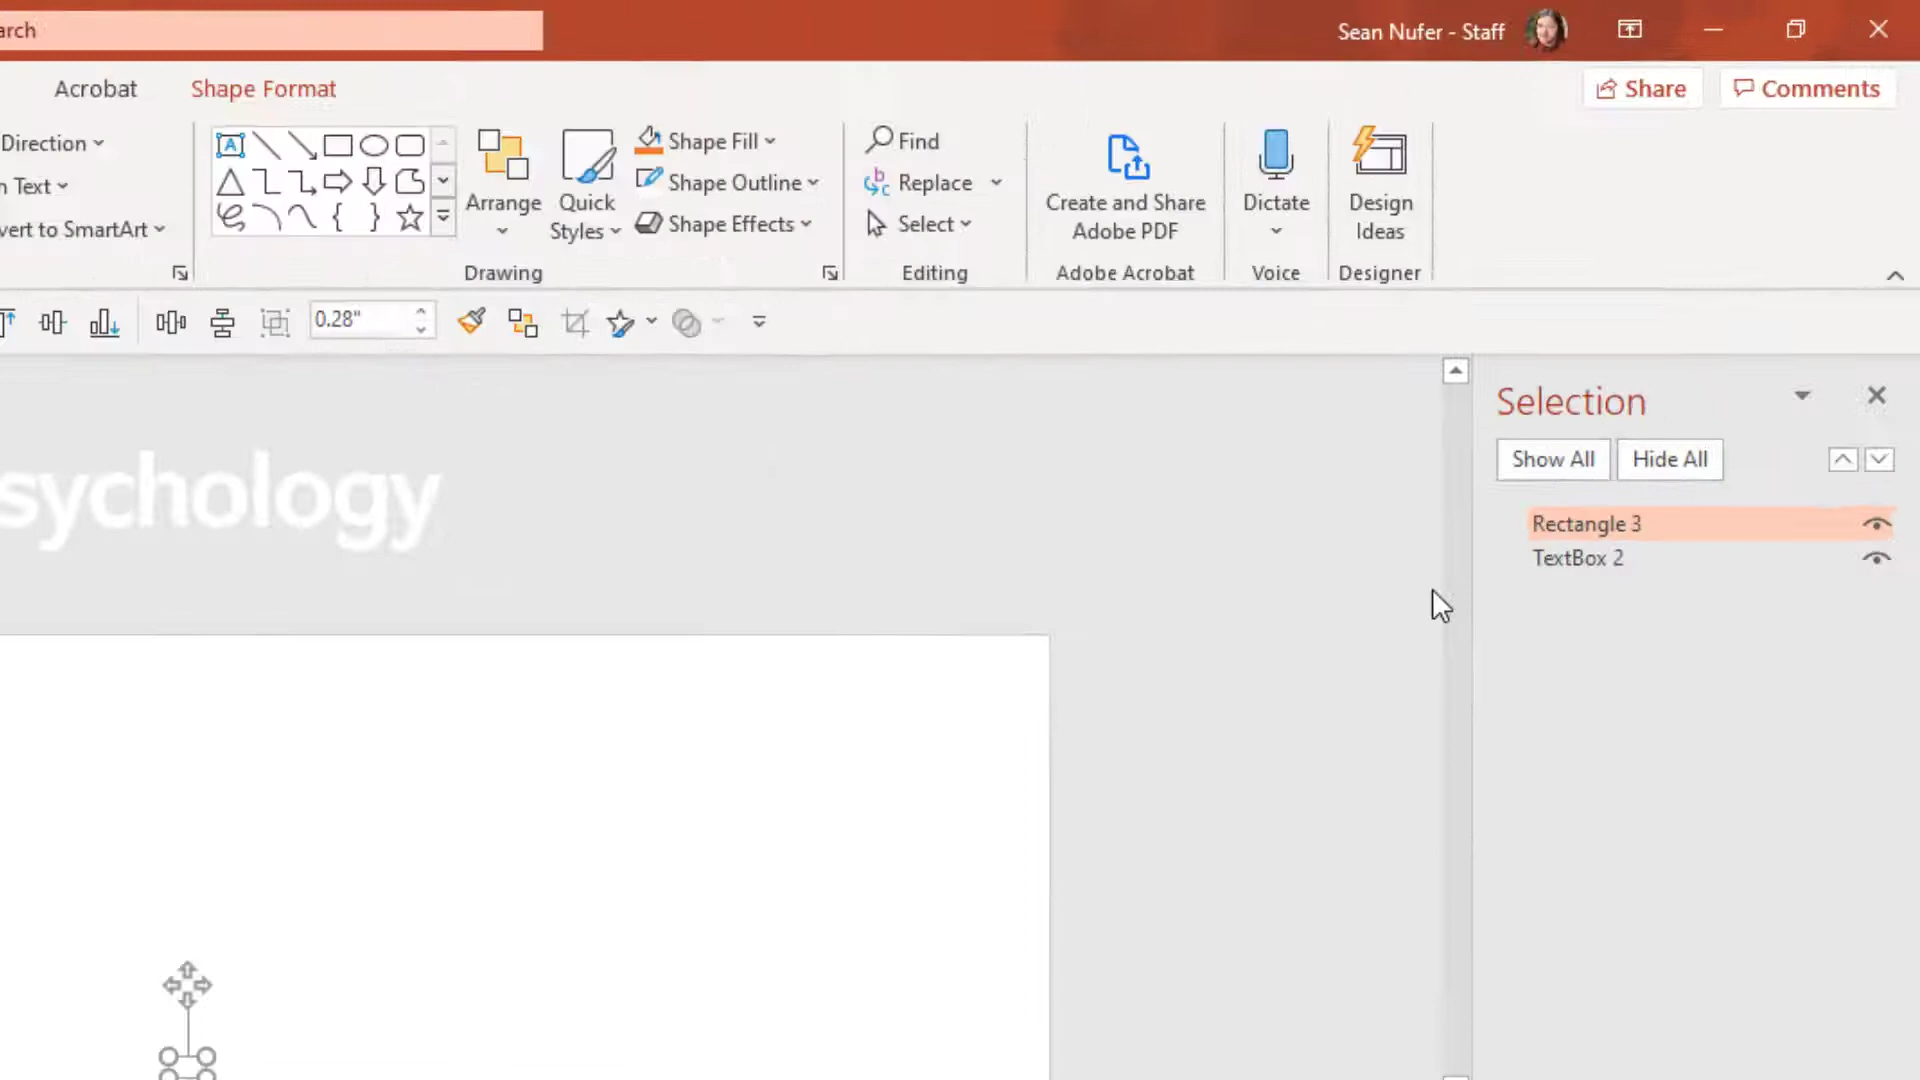 arch
Sean Nufer - Staff
Acrobat
Shape Format
Share
Comments
Direction
n Text
vert to SmartArt
A
Arrange
Quick
Styles
Shape Fill
Shape Outline
Shape Effects
Drawing
Find
Replace
Select
Editing
Create and Share
Adobe PDF
Adobe Acrobat
Dictate
Voice
Design
Ideas
Designer
0.28"
Selection
Show All
Hide All
sychology
Rectangle 3
TextBox 2